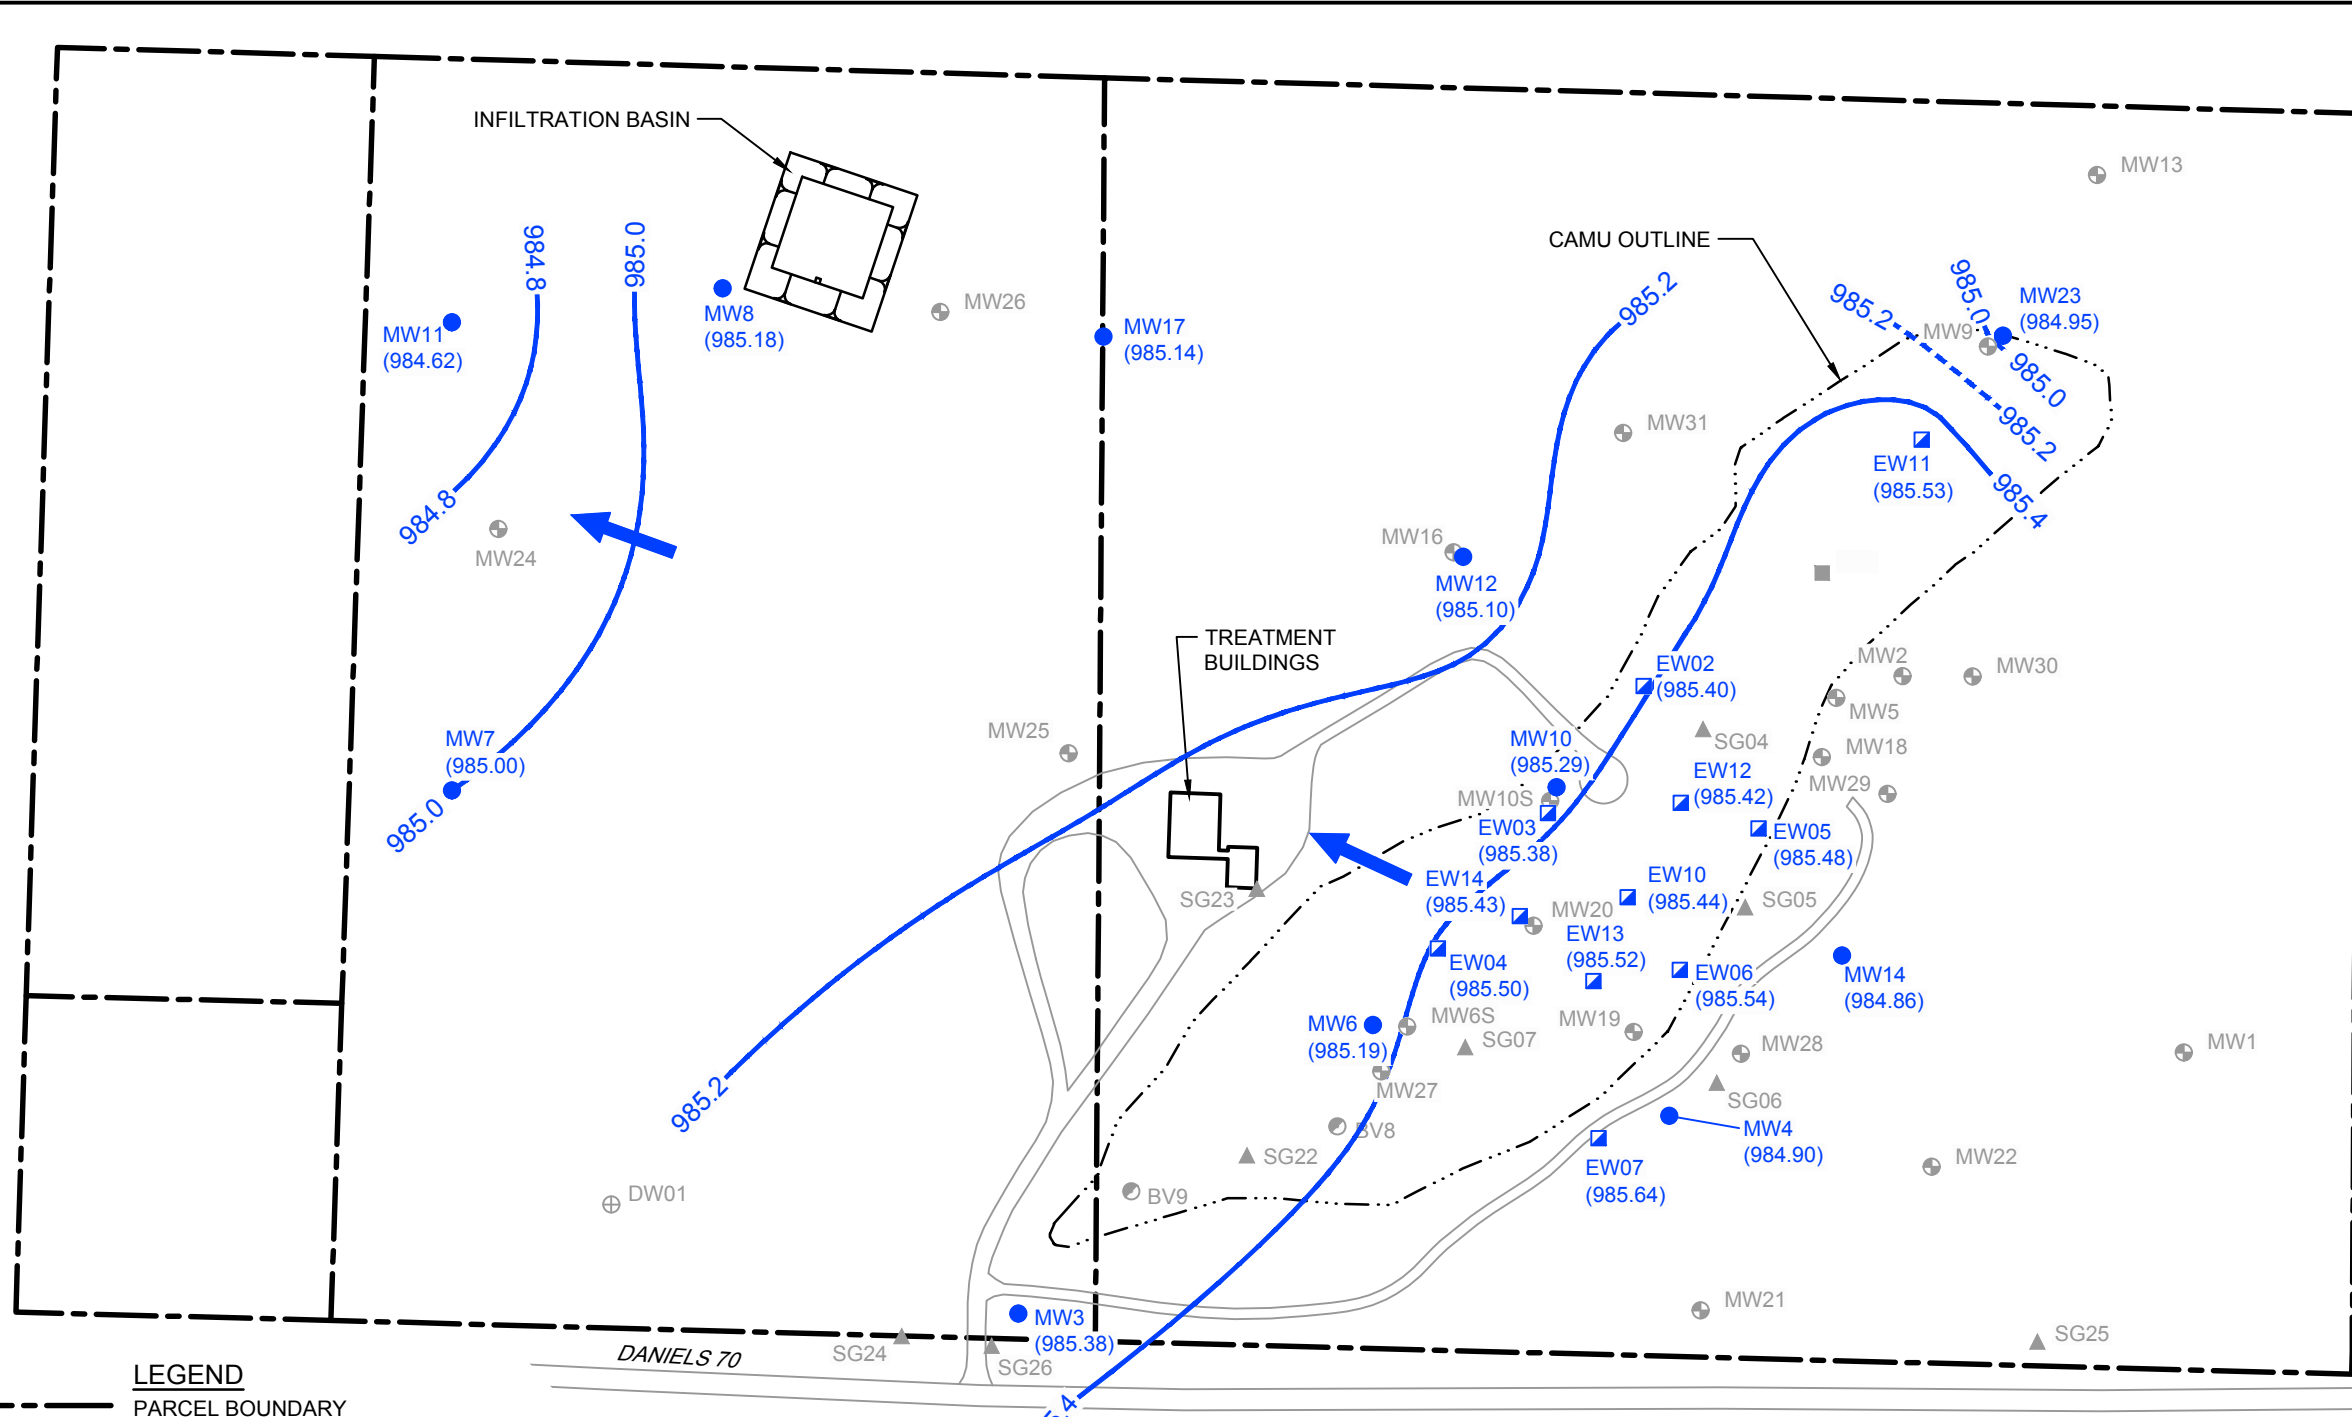 INFILTRATION BASIN
MW13
984.8
985.0
CAMU OUTLINE
985.2
985.2
985.0
MW23
(984.95)
MW8
(985.18)
MW26
MW17
(985.14)
MW11
(984.62)
MW9
985.0
985.2
MW31
EW11
(985.53)
985.4
984.8
MW24
MW16
MW12
(985.10)
TREATMENT
BUILDINGS
EW02
(985.40)
MW2
MW30
MW5
MW7
(985.00)
985.0
MW25
MW10
(985.29)
SG04
MW18
EW12
(985.42)
MW29
MW10S
EW03
(985.38)
EW05
(985.48)
EW14
(985.43)
SG23
EW10
(985.44)
SG05
MW20
EW13
(985.52)
EW04
(985.50)
EW06
(985.54)
MW14
(984.86)
MW6
(985.19)
MW6S
SG07
MW19
MW28
MW1
985.2
MW27
SG06
BV8
MW4
(984.90)
SG22
MW22
EW07
(985.64)
DW01
BV9
MW21
MW3
(985.38)
SG24
SG26
SG25
DANIELS 70
LEGEND
PARCEL BOUNDARY